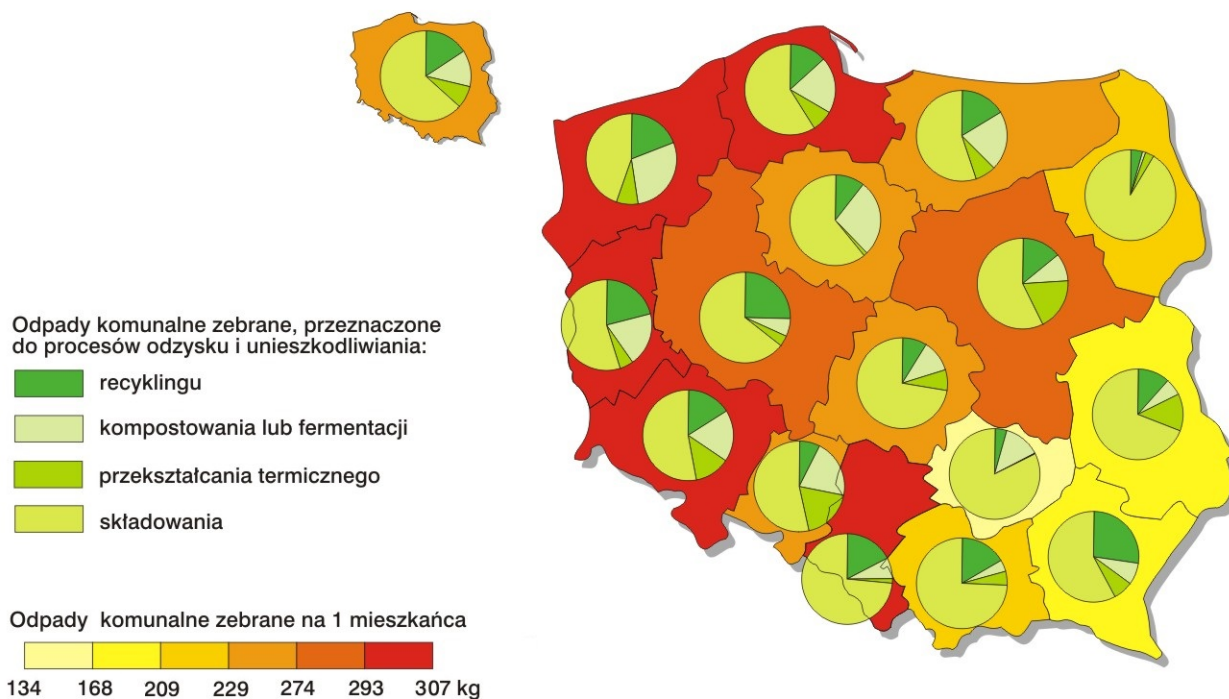 Odpady komunalne zebrane, przeznaczone
do procesów odzysku i unieszkodliwiania:
recyklingu
kompostowania lub fermentacji
przekształcania termicznego
składowania
Odpady komunalne zebrane na 1 mieszkańca
134 168 209 229 274 293 307 kg